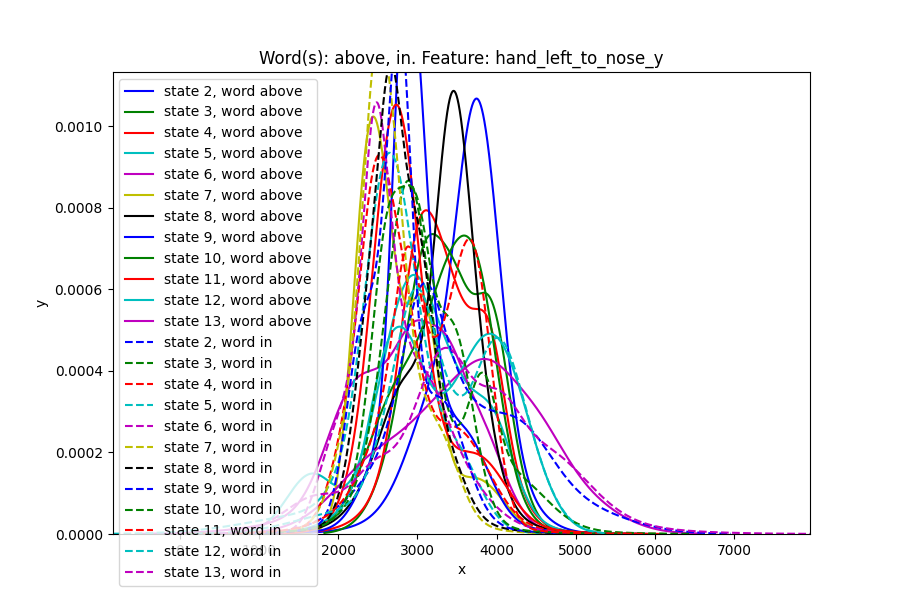 Word(s): above, in. Feature: hand_left_to_nose_y
y
0.0010
0.0008
0.0006
0.0004
0.0002
0.0000
state 2, word above
state 3, word above
state 4, word above
state 5, word above
state 6, word above
state 7, word above
state 8, word above
state 9, word above
state 10, word above
state 11, word above
state 12, word above
state 13, word above
state 2, word in
state 3, word in
state 4, word in
state 5, word in
state 6, word in
state 7, word in
state 8, word in
state 9, word in
state 10, word in
state 11, word in
state 12, word in
state 13, word in
2000 3000 4000 5000 6000 7000
x